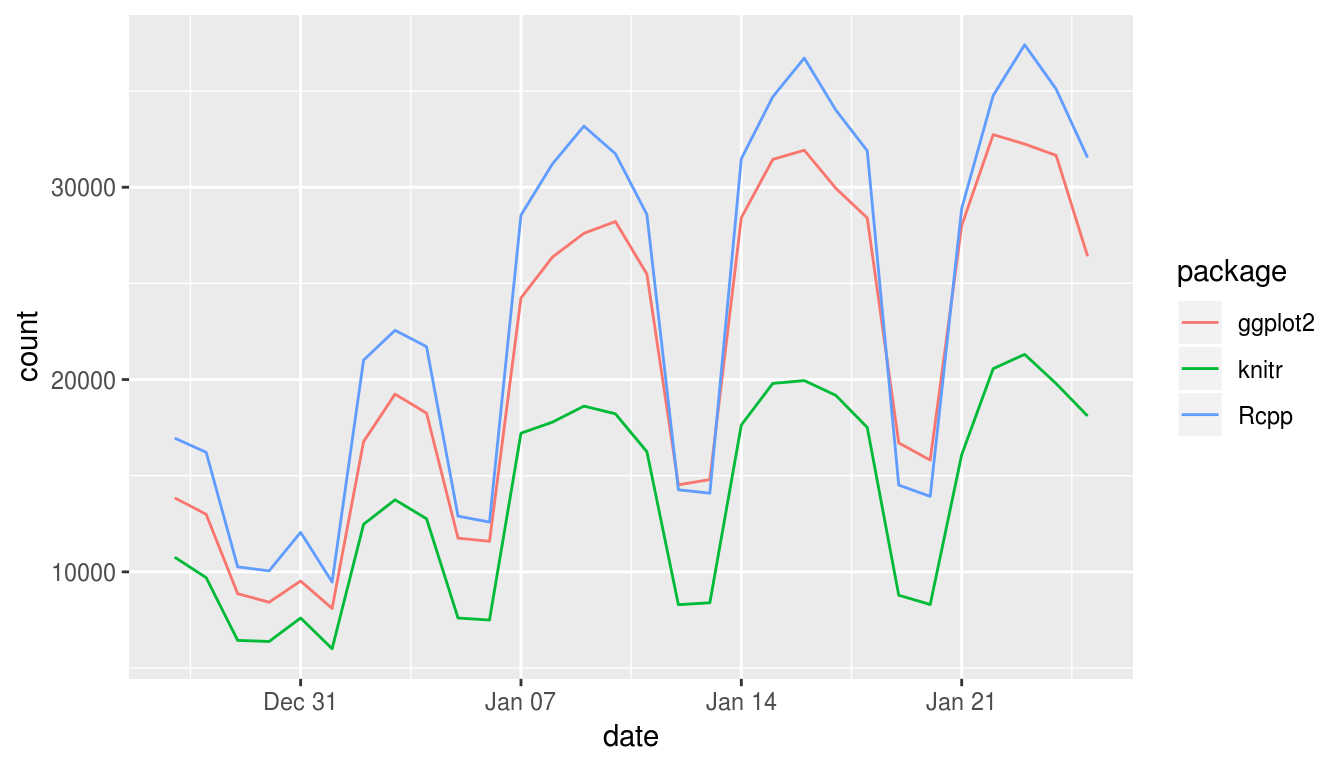 30000
20000
10000
count
Dec 31
Jan 07
Jan 14
Jan 21
date
package
ggplot2
knitr
Rcpp